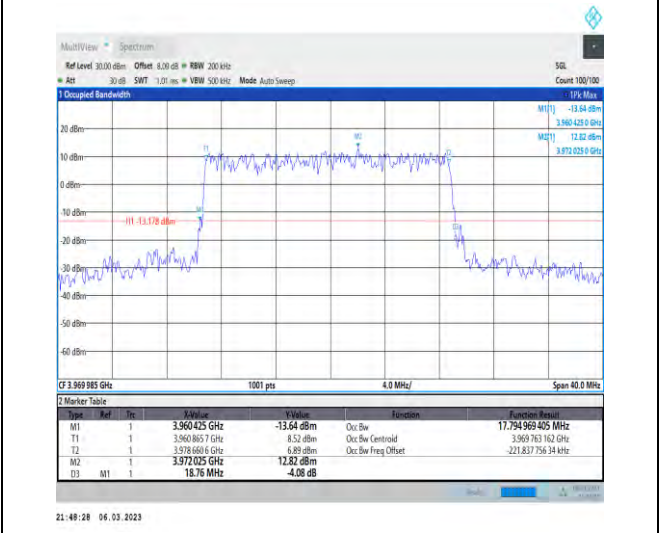 MultiView Spectrum
Ref Level 30.00 dBm Offset 8.00 dB RBW 200 kHz SGL
Att 30 dB SWT 1.01 ms VBW 500 kHz Mode Auto Sweep Count 100/100
1 Occupied Bandwidth 1Pk Max
M1[1] -13.64 dBm
3.960 425 0 GHz
M2[1] 12.82 dBm
3.972 025 0 GHz
20 dBm
M2
T1
10 dBm
0 dBm
-10 dBm
H1 -13.178 dBm
-20 dBm
-30 dBm
-40 dBm
-50 dBm
-60 dBm
CF 3.969 985 GHz 1001 pts 4.0 MHz/ Span 40.0 MHz
2 Marker Table
Type Ref Trc X-Value Y-Value Function Function Result
M1 1 3.960 425 GHz -13.64 dBm Occ Bw 17.794 969 405 MHz
T1 1 3.960 865 7 GHz 8.52 dBm Occ Bw Centroid 3.969 763 162 GHz
T2 1 3.978 660 6 GHz 6.89 dBm Occ Bw Freq Offset -221.837 756 34 kHz
M2 1 3.972 025 GHz 12.82 dBm
D3 M1 1 18.76 MHz -4.08 dB
21:48:28 06.03.2023